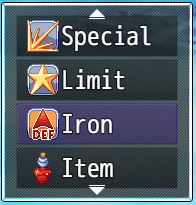 Special
Limit
DEF Iron
Item